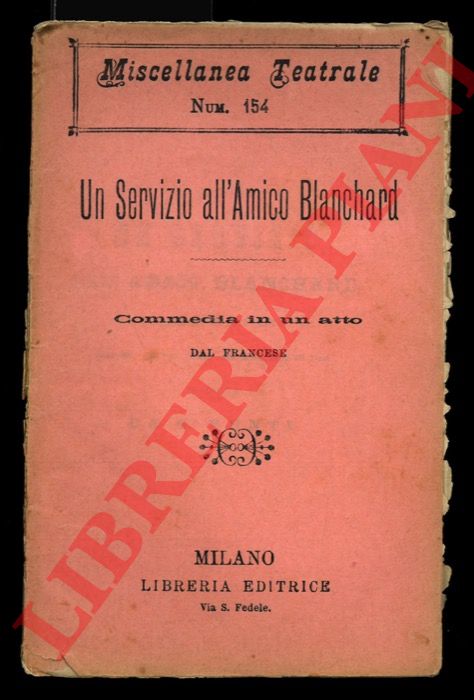 Miscellanea Teatrale
Num. 154
Un Servizio all'Amico Blanchard
Commedia in un atto
DAL FRANCESE
MILANO
LIBRERIA EDITRICE
Via S. Fedele.
LIBRERIA PIANI